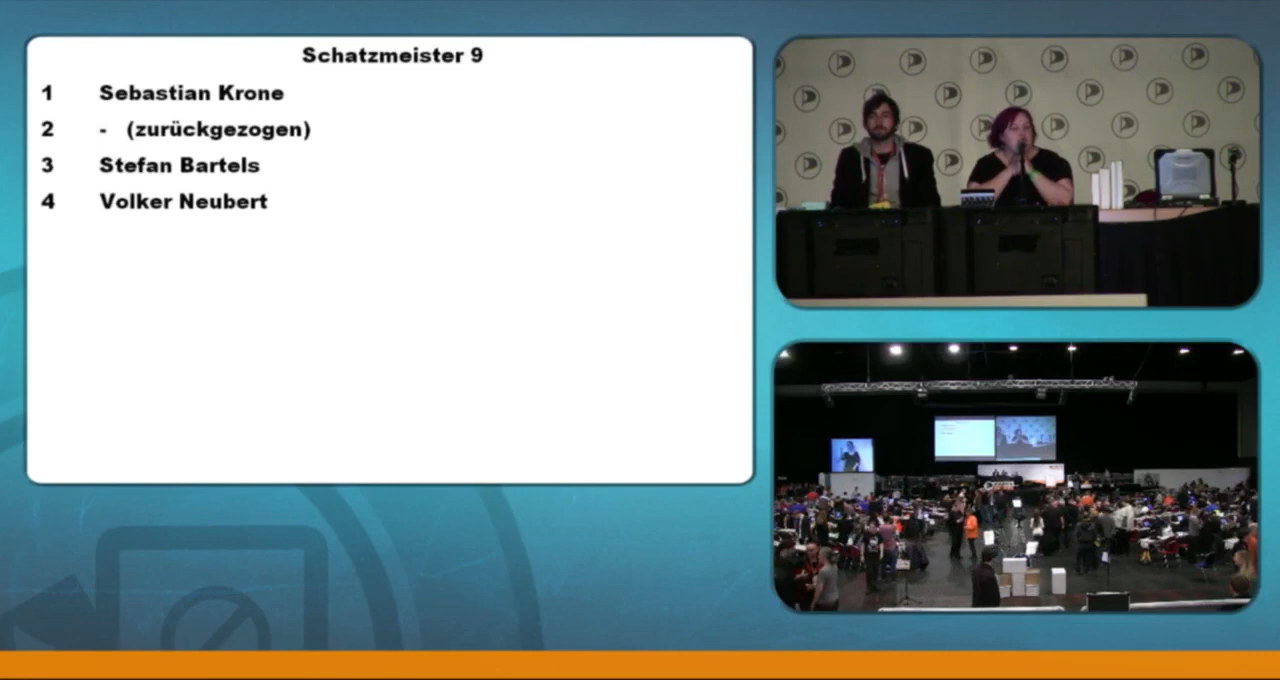 Schatzmeister 9
1 Sebastian Krone
2 - (zurückgezogen)
3 Stefan Bartels
4 Volker Neubert